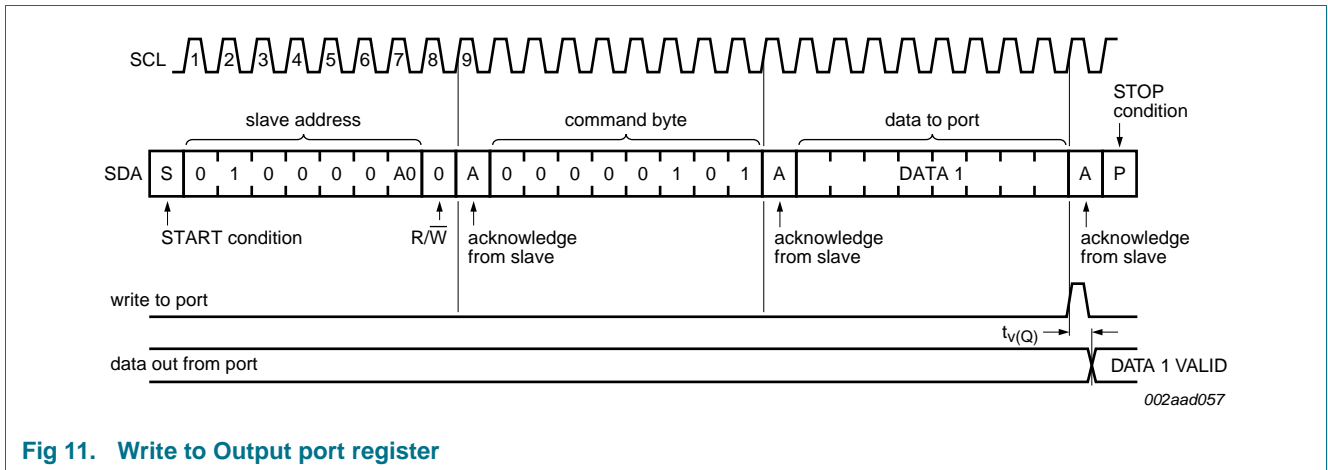 SCL 1 2 3 4 5 6 7 8 9
STOP
condition
slave address command byte data to port
SDA S 0 1 0 0 0 0 A0 0 A 0 0 0 0 0 1 0 1 A DATA 1 A P
START condition R/W̅ acknowledge from slave acknowledge from slave acknowledge from slave
write to port
tv(Q)
data out from port DATA 1 VALID
002aad057
Fig 11. Write to Output port register